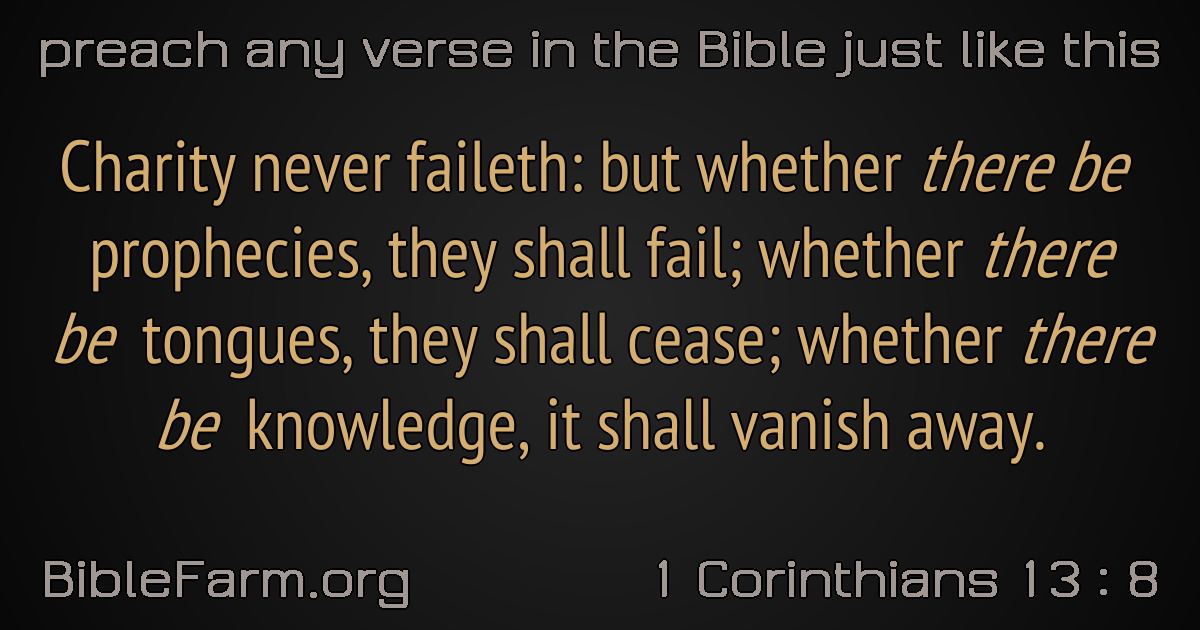 preach any verse in the Bible just like this
Charity never faileth: but whether there be
prophecies, they shall fail; whether there
be tongues, they shall cease; whether there
be knowledge, it shall vanish away.
BibleFarm.org
1 Corinthians 13 : 8